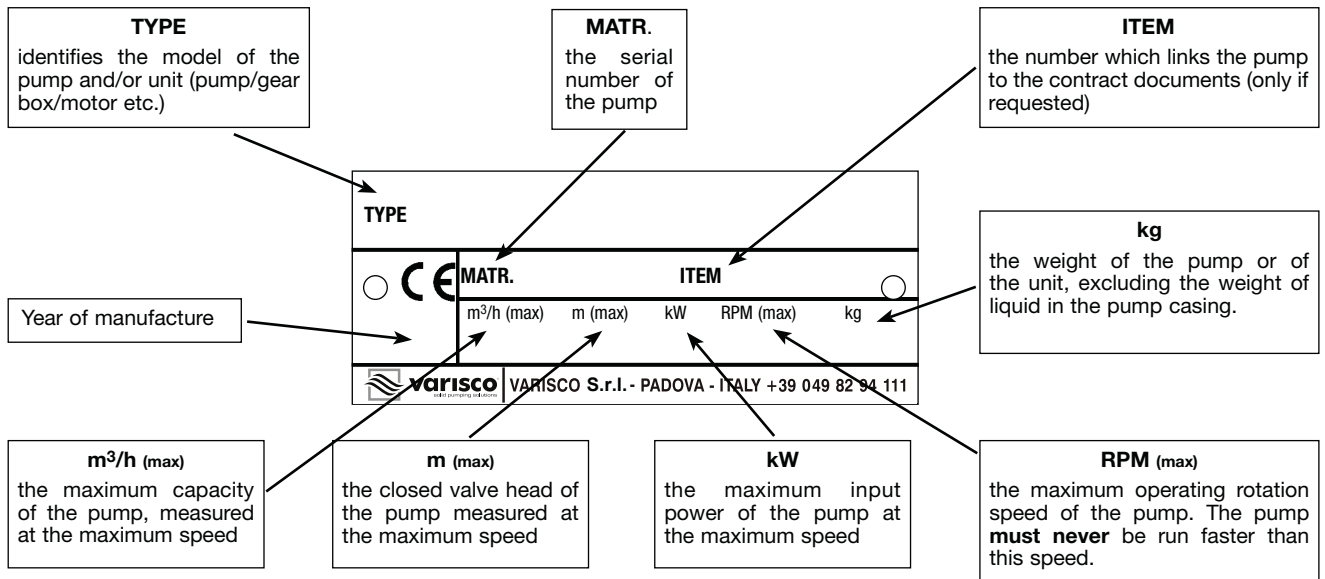 TYPE
identifies the model of the
pump and/or unit (pump/gear
box/motor etc.)
MATR.
the serial
number of
the pump
ITEM
the number which links the pump
to the contract documents (only if
requested)
TYPE
CE
MATR.
ITEM
m³/h (max) m (max) kW RPM (max) kg
varisco
solid pumping solutions
VARISCO S.r.l. - PADOVA - ITALY +39 049 82 94 111
Year of manufacture
kg
the weight of the pump or of
the unit, excluding the weight of
liquid in the pump casing.
m³/h (max)
the maximum capacity
of the pump, measured
at the maximum speed
m (max)
the closed valve head of
the pump measured at
the maximum speed
kW
the maximum input
power of the pump at
the maximum speed
RPM (max)
the maximum operating rotation
speed of the pump. The pump
must never be run faster than
this speed.